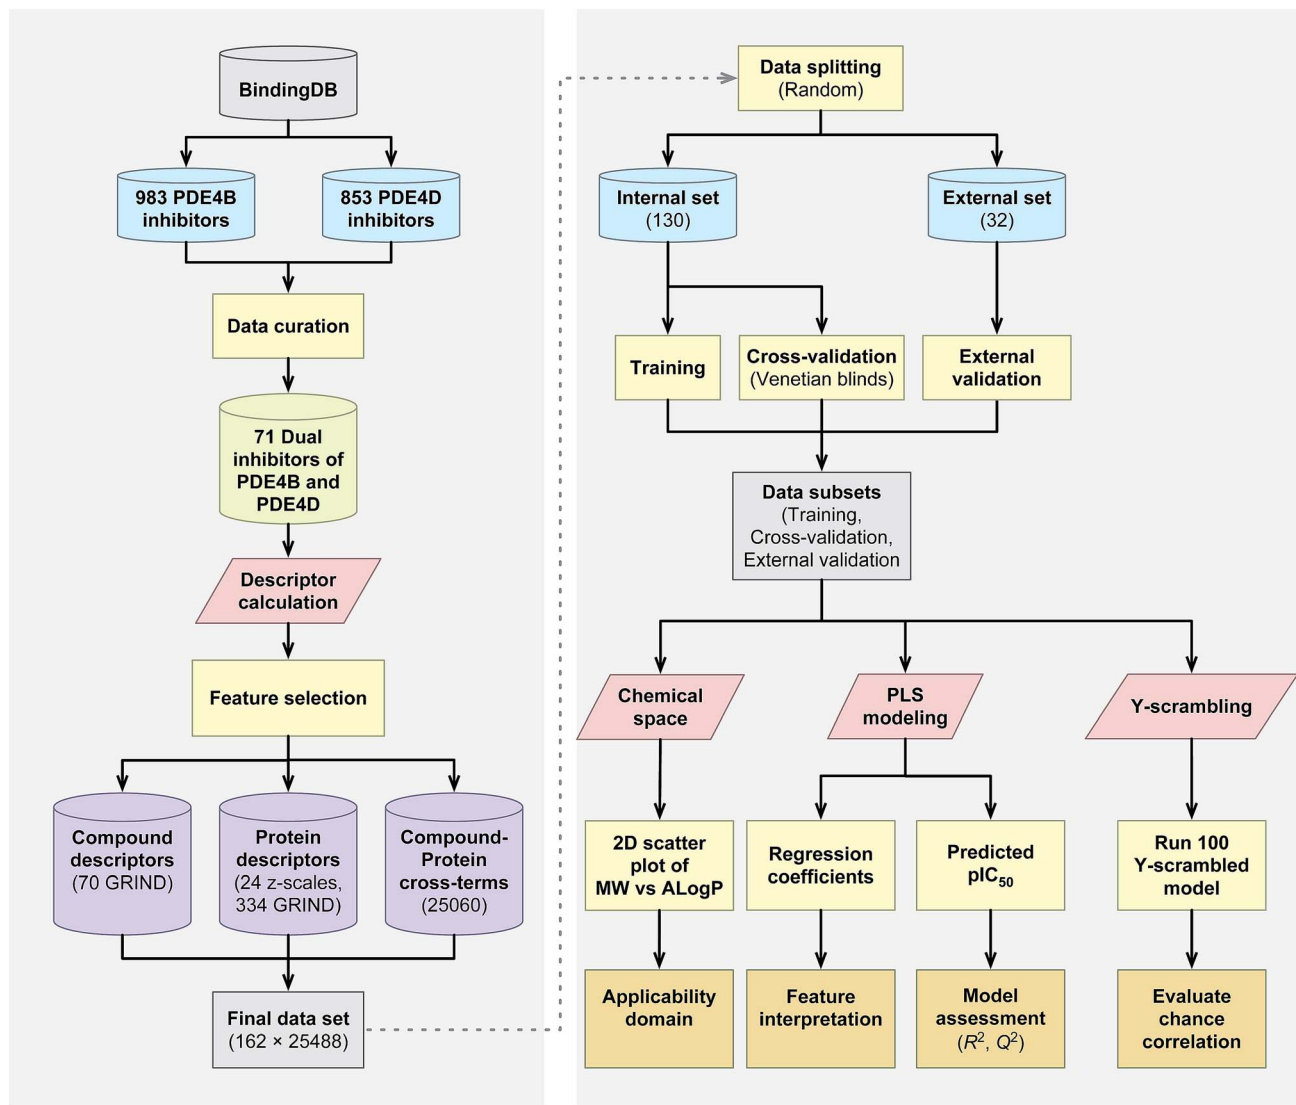 BindingDB
983 PDE4B
inhibitors
853 PDE4D
inhibitors
Data curation
71 Dual
inhibitors of
PDE4B and
PDE4D
Descriptor
calculation
Feature selection
Compound
descriptors
(70 GRIND)
Protein
descriptors
(24 z-scales,
334 GRIND)
Compound-
Protein
cross-terms
(25060)
Final data set
(162 × 25488)
Data splitting
(Random)
Internal set
(130)
External set
(32)
Training
Cross-validation
(Venetian blinds)
External
validation
Data subsets
(Training,
Cross-validation,
External validation
Chemical
space
PLS
modeling
Y-scrambling
2D scatter
plot of
MW vs ALogP
Regression
coefficients
Predicted
pIC₅₀
Run 100
Y-scrambled
model
Applicability
domain
Feature
interpretation
Model
assessment
(R², Q²)
Evaluate
chance
correlation